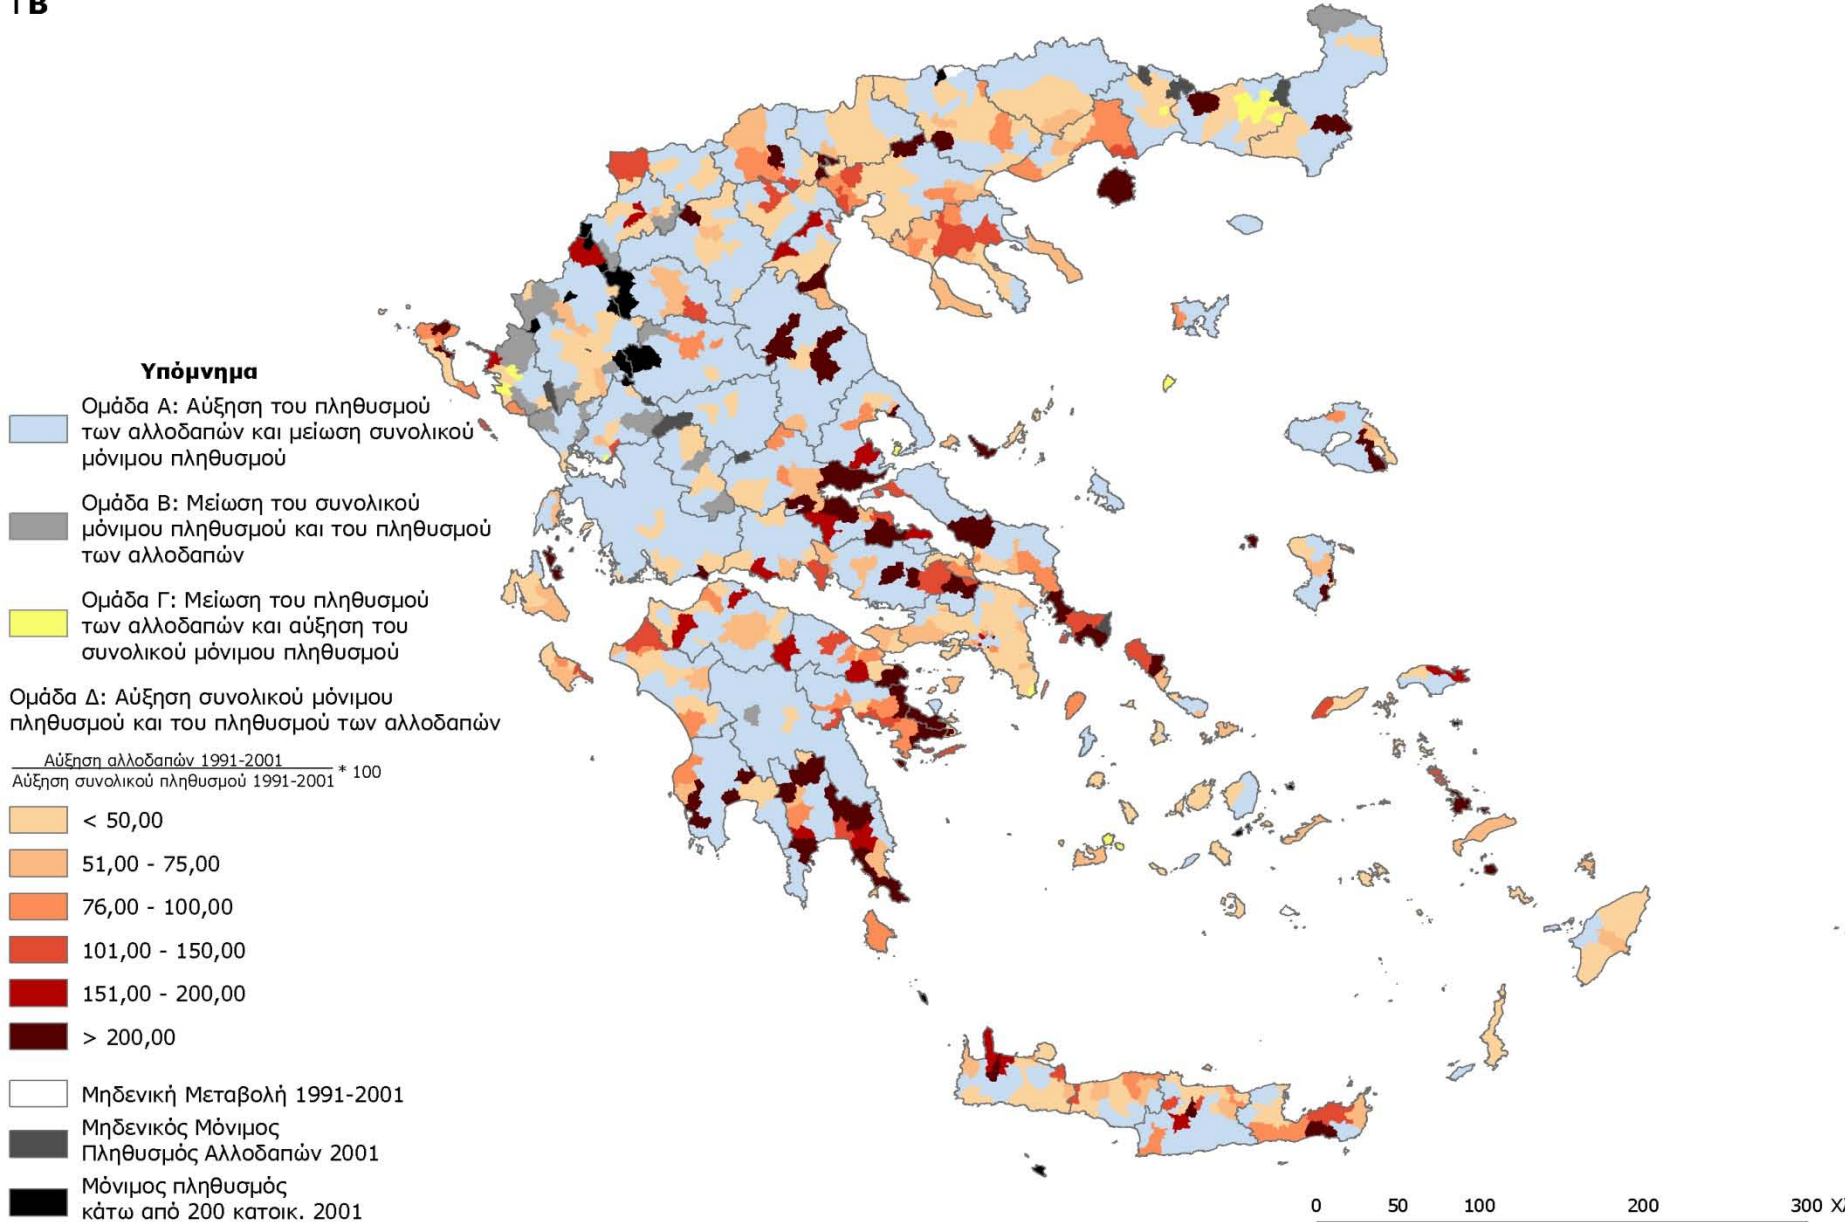 Β
Υπόμνημα
Ομάδα Α: Αύξηση του πληθυσμού
των αλλοδαπών και μείωση συνολικού
μόνιμου πληθυσμού
Ομάδα Β: Μείωση του συνολικού
μόνιμου πληθυσμού και του πληθυσμού
των αλλοδαπών
Ομάδα Γ: Μείωση του πληθυσμού
των αλλοδαπών και αύξηση του
συνολικού μόνιμου πληθυσμού
Ομάδα Δ: Αύξηση συνολικού μόνιμου
πληθυσμού και του πληθυσμού των αλλοδαπών
Αύξηση αλλοδαπών 1991-2001
Αύξηση συνολικού πληθυσμού 1991-2001 * 100
< 50,00
51,00 - 75,00
76,00 - 100,00
101,00 - 150,00
151,00 - 200,00
> 200,00
Μηδενική Μεταβολή 1991-2001
Μηδενικός Μόνιμος
Πληθυσμός Αλλοδαπών 2001
Μόνιμος πληθυσμός
κάτω από 200 κατοικ. 2001
0 50 100 200 300